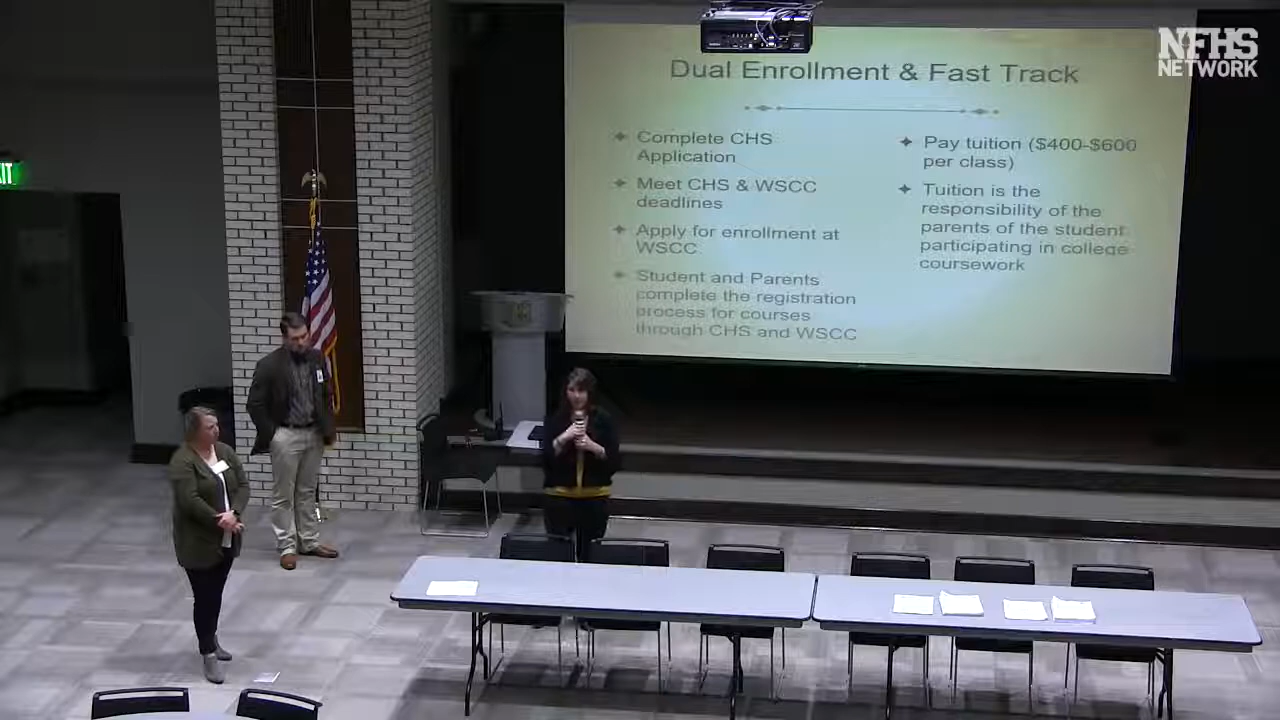 NFHS
NETWORK
Dual Enrollment & Fast Track
Complete CHS
Application
Meet CHS & WSCC
deadlines
Apply for enrollment at
WSCC.
Student and Parents
complete the registration
process for courses
through CHS and WSCC
Pay tuition ($400-$600
per class)
Tuition is the
responsibility of the
parents of the student
participating in college
coursework